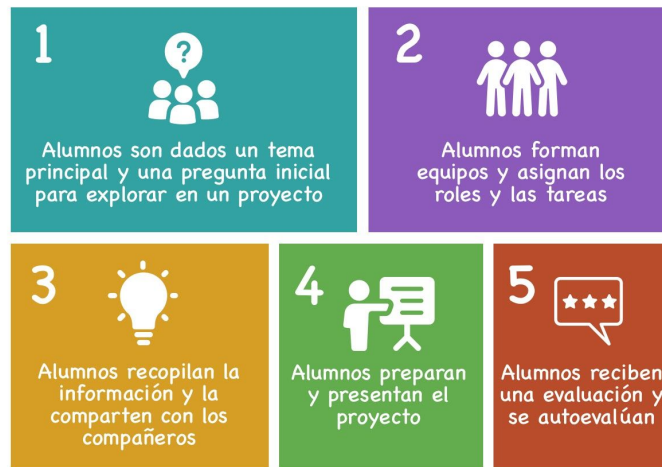 1
?
Alumnos son dados un tema
principal y una pregunta inicial
para explorar en un proyecto
2
Alumnos forman
equipos y asignan los
roles y las tareas
3
Alumnos recopilan la
información y la
comparten con los
compañeros
4
Alumnos preparan
y presentan el
proyecto
5
Alumnos reciben
una evaluación y
se autoevalúan